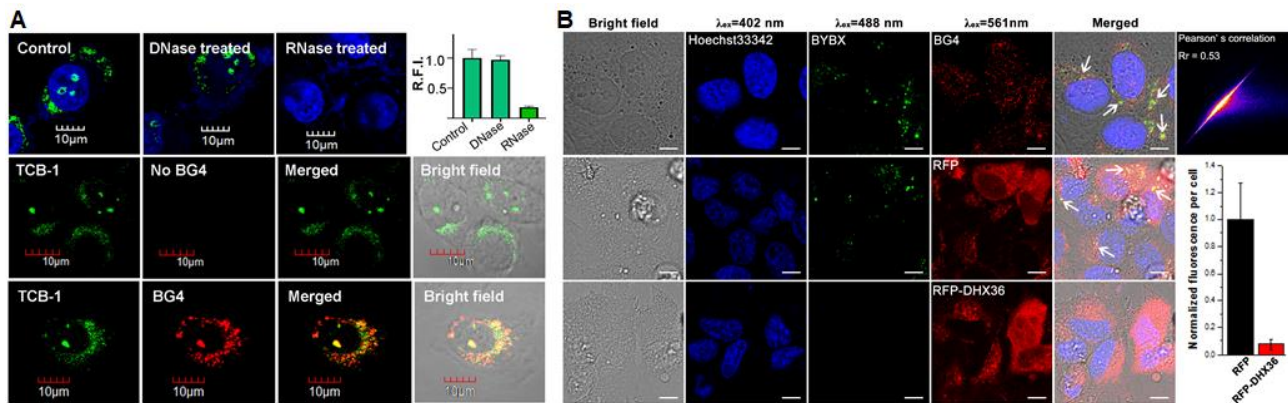 A
Control
10µm
DNase treated
10µm
RNase treated
10µm
R.F.I.
1.0
0.5
Control
DNase
RNase
TCB-1
10µm
No BG4
10µm
Merged
10µm
Bright field
10µm
TCB-1
10µm
BG4
10µm
Merged
10µm
Bright field
10µm
B
Bright field
λex=402 nm
λex=488 nm
λex=561nm
Merged
Hoechst33342
BYBX
BG4
Pearson' s correlation
Rr = 0.53
RFP
RFP-DHX36
Normalized fluorescence per cell
1.4
1.2
1.0
0.8
0.6
0.4
0.2
0.0
RFP
RFP-DHX36